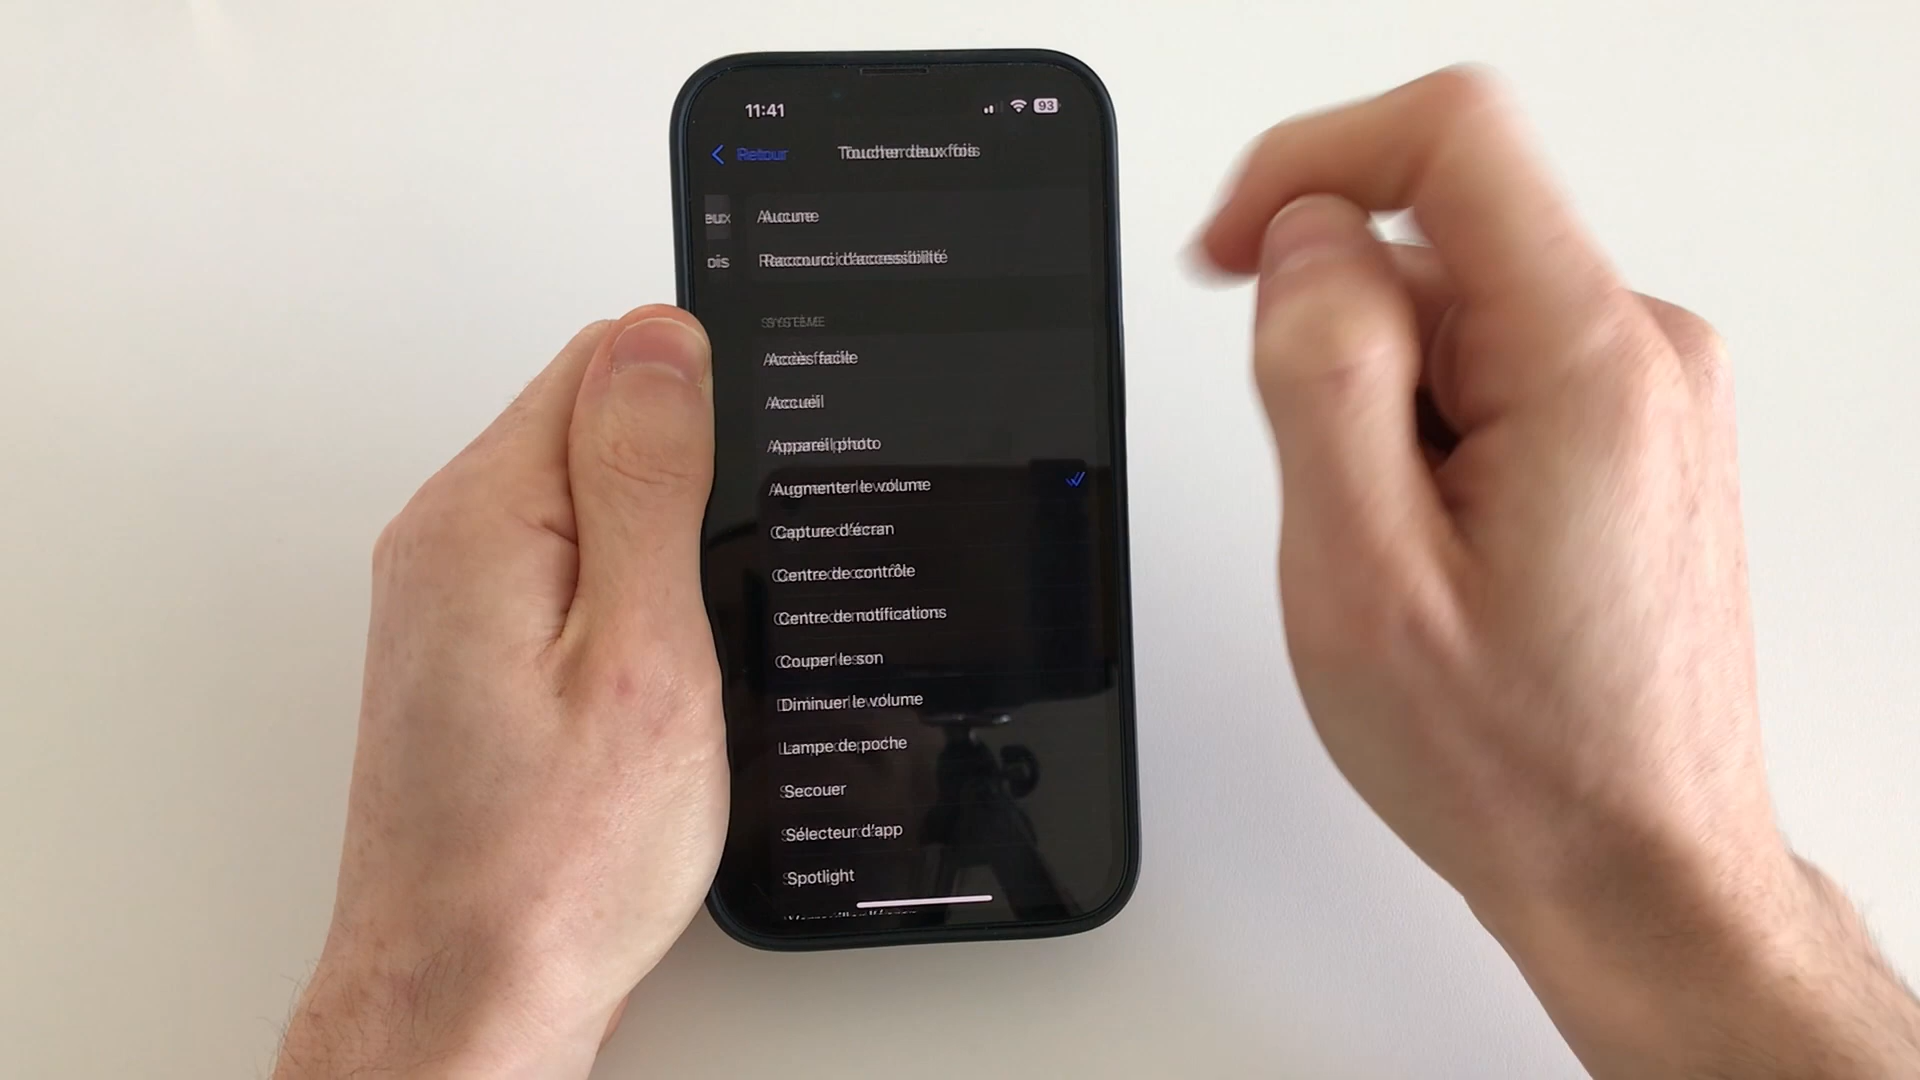 11:41
93
Retour
Toucher deux fois
eux
Aucune
ois
Raccourci d'accessibilité
SYSTÈME
Accès facile
Accueil
Appareil photo
Augmenter le volume
Capture d'écran
Centre de contrôle
Centre de notifications
Couper le son
Diminuer le volume
Lampe de poche
Secouer
Sélecteur d'app
Spotlight